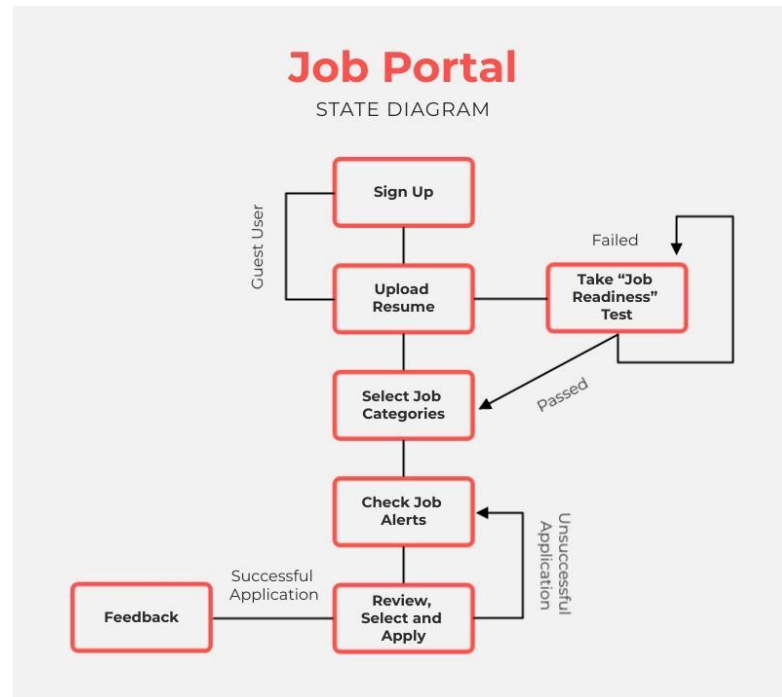 Job Portal
STATE DIAGRAM
Sign Up
Guest User
Failed
Upload
Resume
Take “Job
Readiness”
Test
Select Job
Categories
Passed
Check Job
Alerts
Unsuccessful
Application
Successful
Application
Feedback
Review,
Select and
Apply